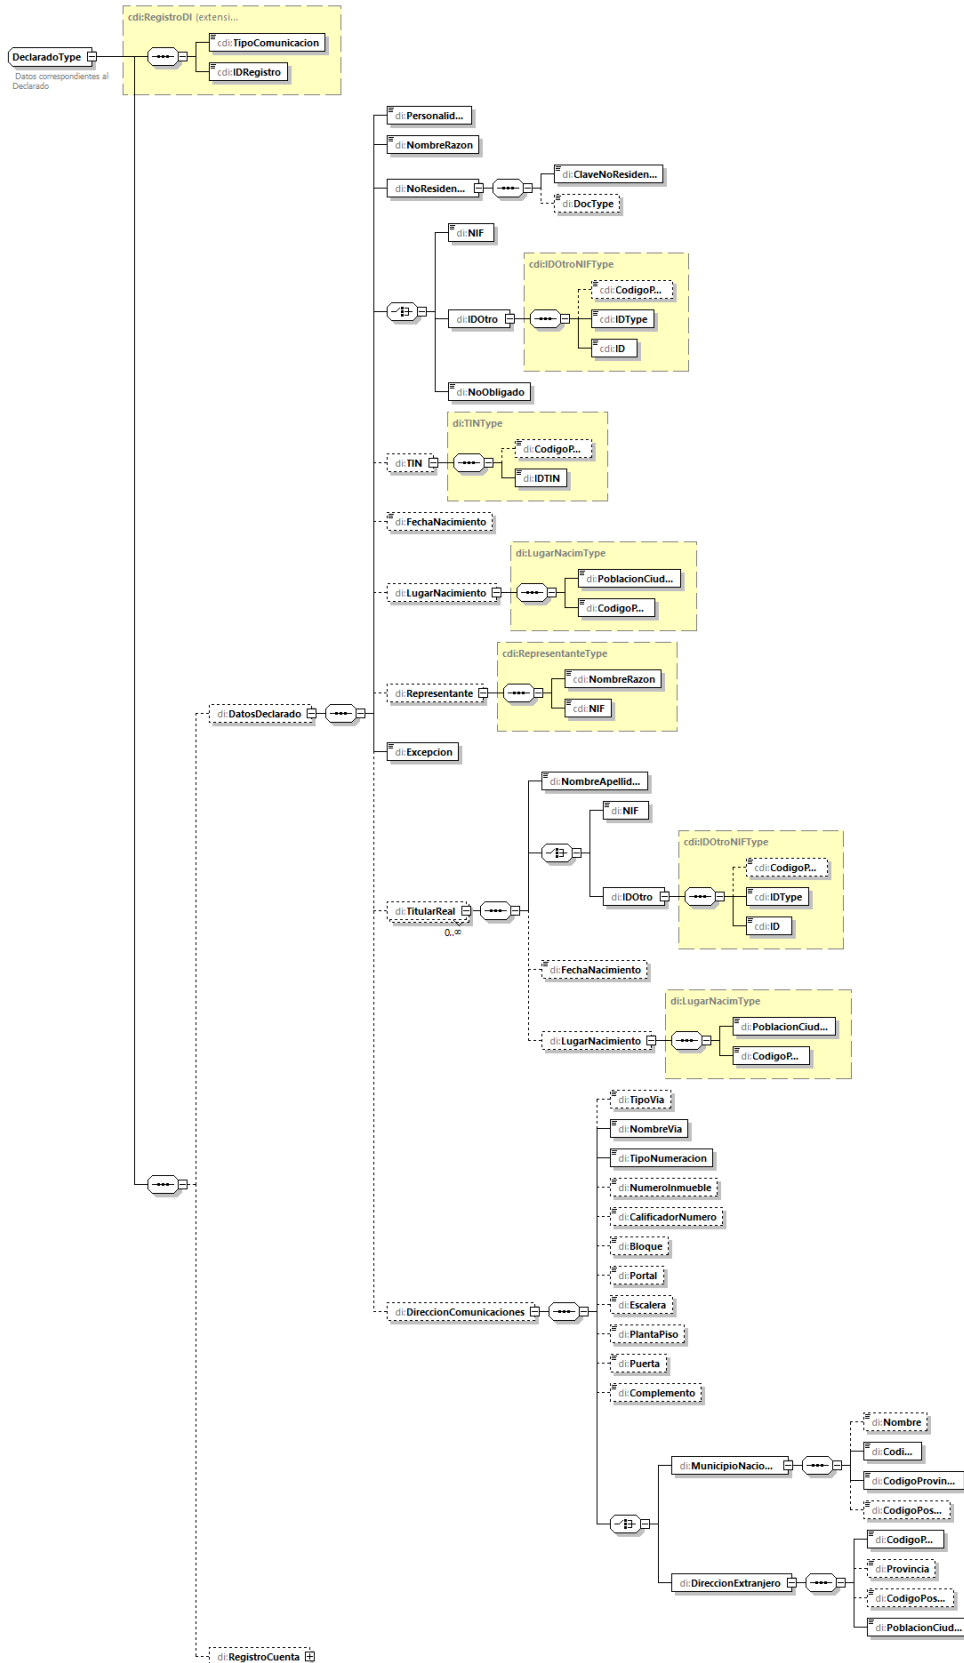 cdi:RegistroDI (extensi...
cdi:TipoComunicacion
DeclaradoType
cdi:IDRegistro
Datos correspondientes al
Declarado
di:Personalid...
di:NombreRazon
di:ClaveNoResiden...
di:NoResiden...
di:DocType
di:NIF
cdi:IDOtroNIFType
cdi:CodigoP...
di:IDOtro
cdi:IDType
cdi:ID
di:NoObligado
di:TINType
di:CodigoP...
di:TIN
di:IDTIN
di:FechaNacimiento
di:LugarNacimType
di:PoblacionCiud...
di:LugarNacimiento
di:CodigoP...
cdi:RepresentanteType
cdi:NombreRazon
di:Representante
cdi:NIF
di:DatosDeclarado
di:Excepcion
di:NombreApellid...
di:NIF
cdi:IDOtroNIFType
cdi:CodigoP...
di:IDOtro
cdi:IDType
di:TitularReal
cdi:ID
0..∞
di:FechaNacimiento
di:LugarNacimType
di:PoblacionCiud...
di:LugarNacimiento
di:CodigoP...
di:TipoVia
di:NombreVia
di:TipoNumeracion
di:NumeroInmueble
di:CalificadorNumero
di:Bloque
di:Portal
di:Escalera
di:DireccionComunicaciones
di:PlantaPiso
di:Puerta
di:Complemento
di:Nombre
di:Codi...
di:MunicipioNacio...
di:CodigoProvin...
di:CodigoPos...
di:CodigoP...
di:Provincia
di:DireccionExtranjero
di:CodigoPos...
di:PoblacionCiud...
di:RegistroCuenta